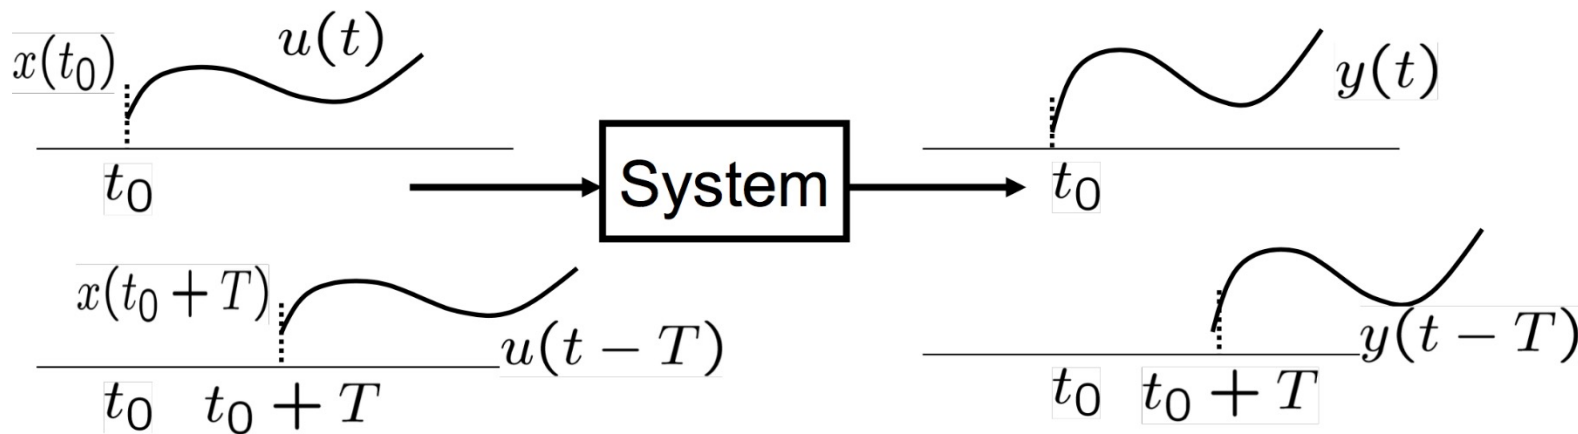 x(t₀)
u(t)
t₀
System
y(t)
t₀
x(t₀ + T)
u(t − T)
t₀
t₀ + T
y(t − T)
t₀
t₀ + T